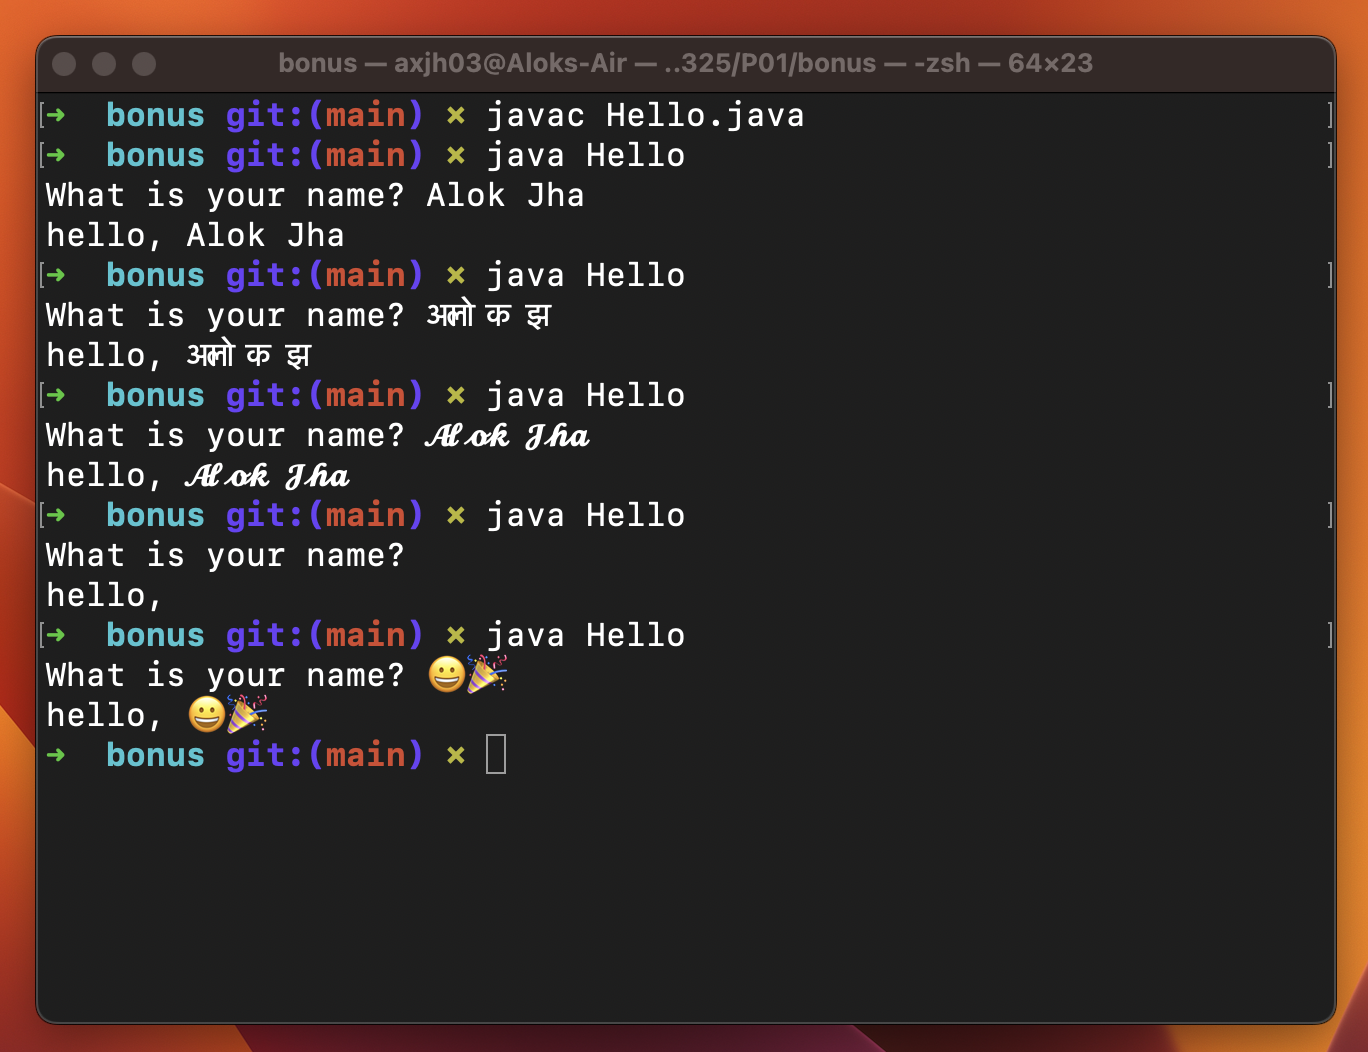 bonus — axjh03@Aloks-Air — ..325/P01/bonus — -zsh — 64×23
[➜  bonus git:(main) ✗ javac Hello.java ]
[➜  bonus git:(main) ✗ java Hello ]
What is your name? Alok Jha
hello, Alok Jha
[➜  bonus git:(main) ✗ java Hello ]
What is your name? अलोक झ
hello, अलोक झ
[➜  bonus git:(main) ✗ java Hello ]
What is your name? 𝓐𝓵𝓸𝓴 𝓙𝓱𝓪
hello, 𝓐𝓵𝓸𝓴 𝓙𝓱𝓪
[➜  bonus git:(main) ✗ java Hello ]
What is your name?
hello,
[➜  bonus git:(main) ✗ java Hello ]
What is your name? 😀🎉
hello, 😀🎉
➜  bonus git:(main) ✗